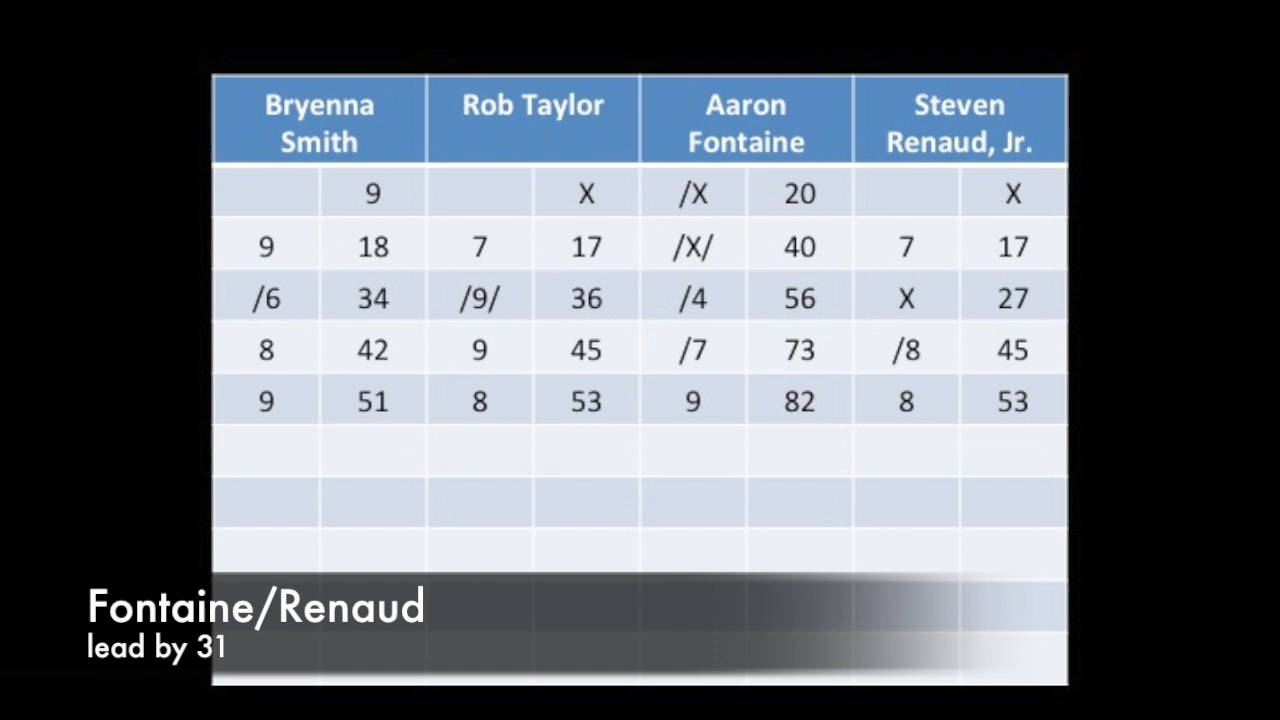 Bryenna Smith Rob Taylor Aaron Fontaine Steven Renaud, Jr.
9 X /X 20 X
9 18 7 17 /X/ 40 7 17
/6 34 /9/ 36 /4 56 X 27
8 42 9 45 /7 73 /8 45
9 51 8 53 9 82 8 53
Fontaine/Renaud
lead by 31